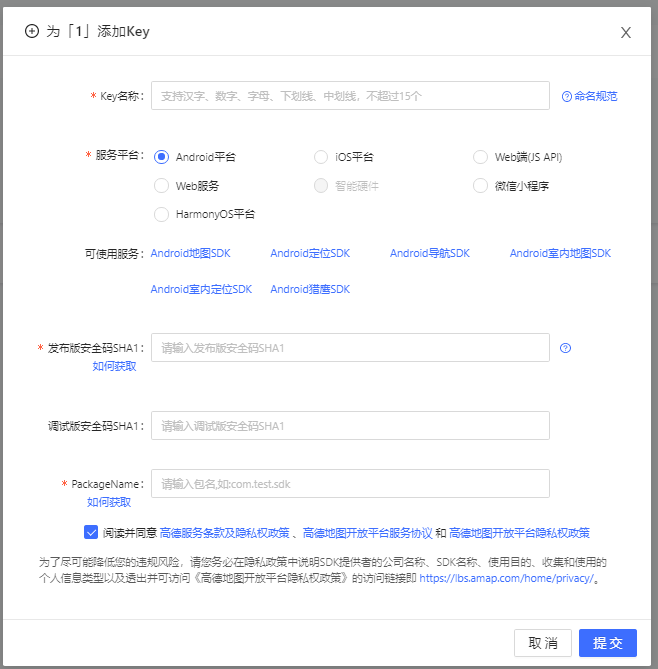 为「1」添加Key
X
* Key名称: 支持汉字、数字、字母、下划线、中划线，不超过15个 命名规范
* 服务平台: Android平台 iOS平台 Web端(JS API)
Web服务 智能硬件 微信小程序
HarmonyOS平台
可使用服务: Android地图SDK Android定位SDK Android导航SDK Android室内地图SDK
Android室内定位SDK Android猎鹰SDK
* 发布版安全码SHA1: 请输入发布版安全码SHA1
如何获取
调试版安全码SHA1: 请输入调试版安全码SHA1
* PackageName: 请输入包名,如:com.test.sdk
如何获取
阅读并同意 高德服务条款及隐私权政策 、高德地图开放平台服务协议 和 高德地图开放平台隐私权政策
为了尽可能降低您的违规风险，请您务必在隐私政策中说明SDK提供者的公司名称、SDK名称、使用目的、收集和使用的
个人信息类型以及透出并可访问《高德地图开放平台隐私权政策》的访问链接即 https://lbs.amap.com/home/privacy/。
取 消 提 交